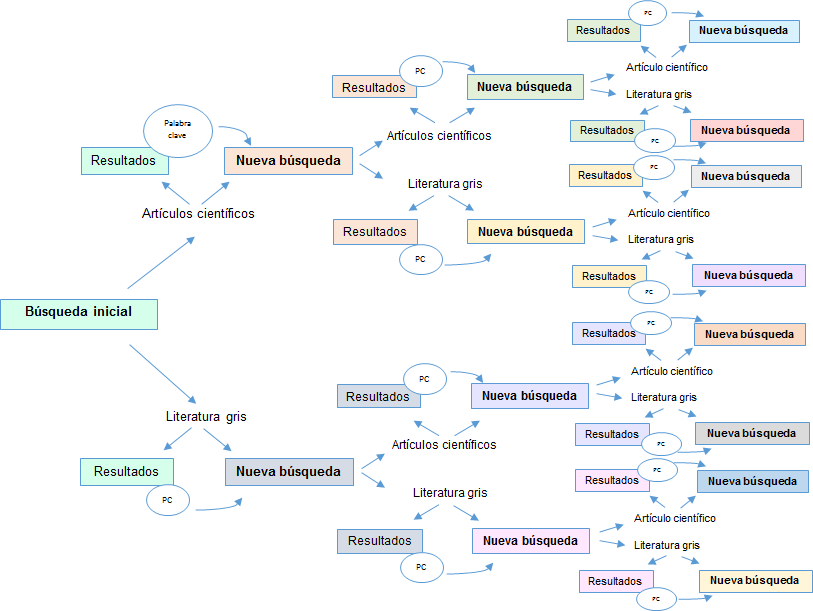 PC
Resultados
Nueva búsqueda
Artículo científico
Literatura gris
PC
Resultados
Nueva búsqueda
Artículos científicos
Resultados
Nueva búsqueda
PC
Palabra
clave
Resultados
Nueva búsqueda
Artículos científicos
Literatura gris
Resultados
Nueva búsqueda
PC
PC
Resultados
Nueva búsqueda
Artículo científico
Literatura gris
Resultados
Nueva búsqueda
PC
Búsqueda inicial
Literatura gris
Resultados
Nueva búsqueda
PC
PC
Resultados
Nueva búsqueda
Artículos científicos
Literatura gris
Resultados
Nueva búsqueda
PC
PC
Resultados
Nueva búsqueda
Artículo científico
Literatura gris
Resultados
Nueva búsqueda
PC
PC
Resultados
Nueva búsqueda
Artículo científico
Literatura gris
Resultados
Nueva búsqueda
PC